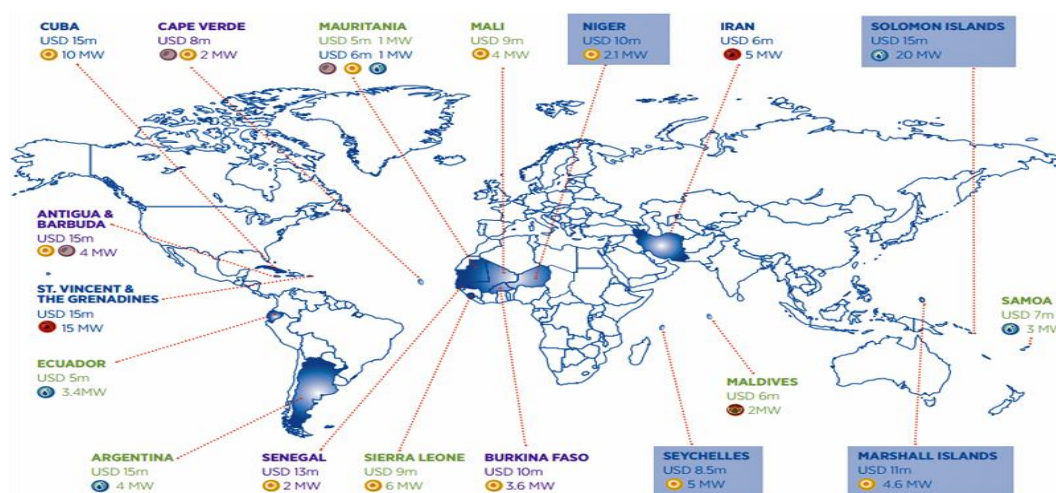 CUBA
USD 15m
10 MW
CAPE VERDE
USD 8m
2 MW
MAURITANIA
USD 5m 1 MW
USD 6m 1 MW
MALI
USD 9m
4 MW
NIGER
USD 10m
2.1 MW
IRAN
USD 6m
5 MW
SOLOMON ISLANDS
USD 15m
20 MW
ANTIGUA &
BARBUDA
USD 15m
4 MW
ST. VINCENT &
THE GRENADINES
USD 15m
15 MW
ECUADOR
USD 5m
3.4MW
SAMOA
USD 7m
3 MW
MALDIVES
USD 6m
2MW
ARGENTINA
USD 15m
4 MW
SENEGAL
USD 13m
2 MW
SIERRA LEONE
USD 9m
6 MW
BURKINA FASO
USD 10m
3.6 MW
SEYCHELLES
USD 8.5m
5 MW
MARSHALL ISLANDS
USD 11m
4.6 MW